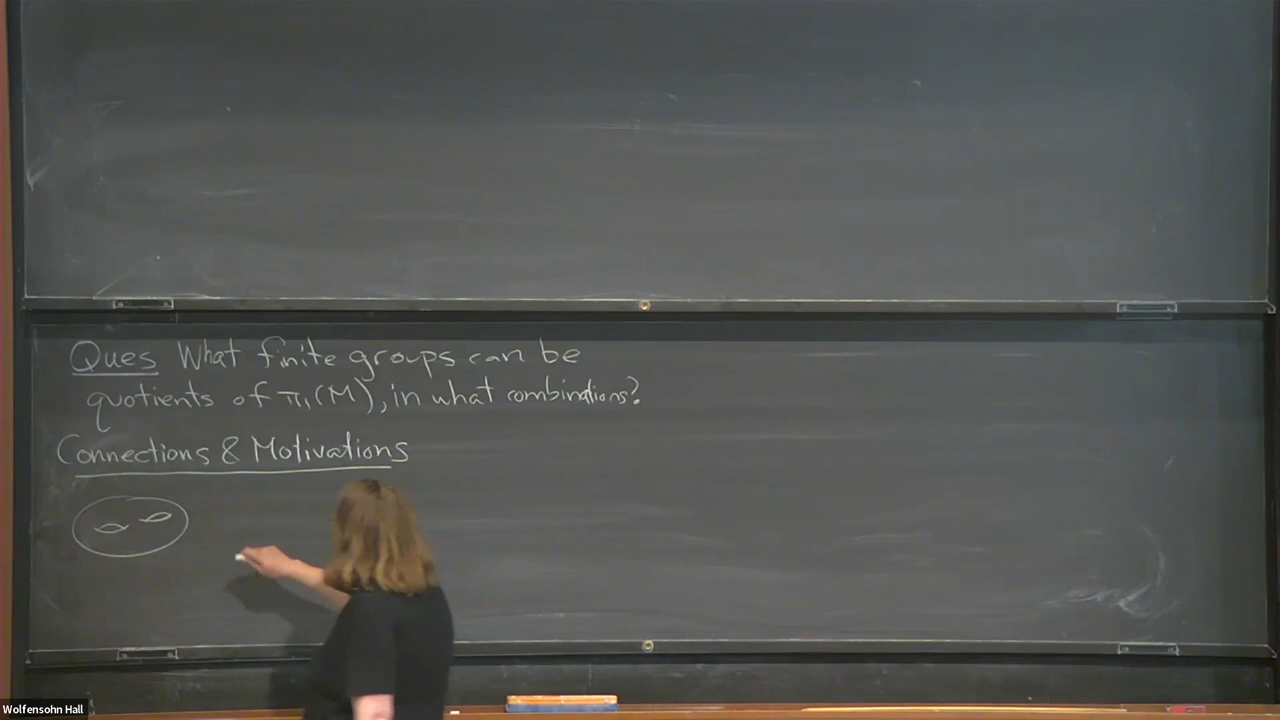 Ques What finite groups can be
quotients of π₁(M), in what combinations?
Connections & Motivations
Wolfensohn Hall